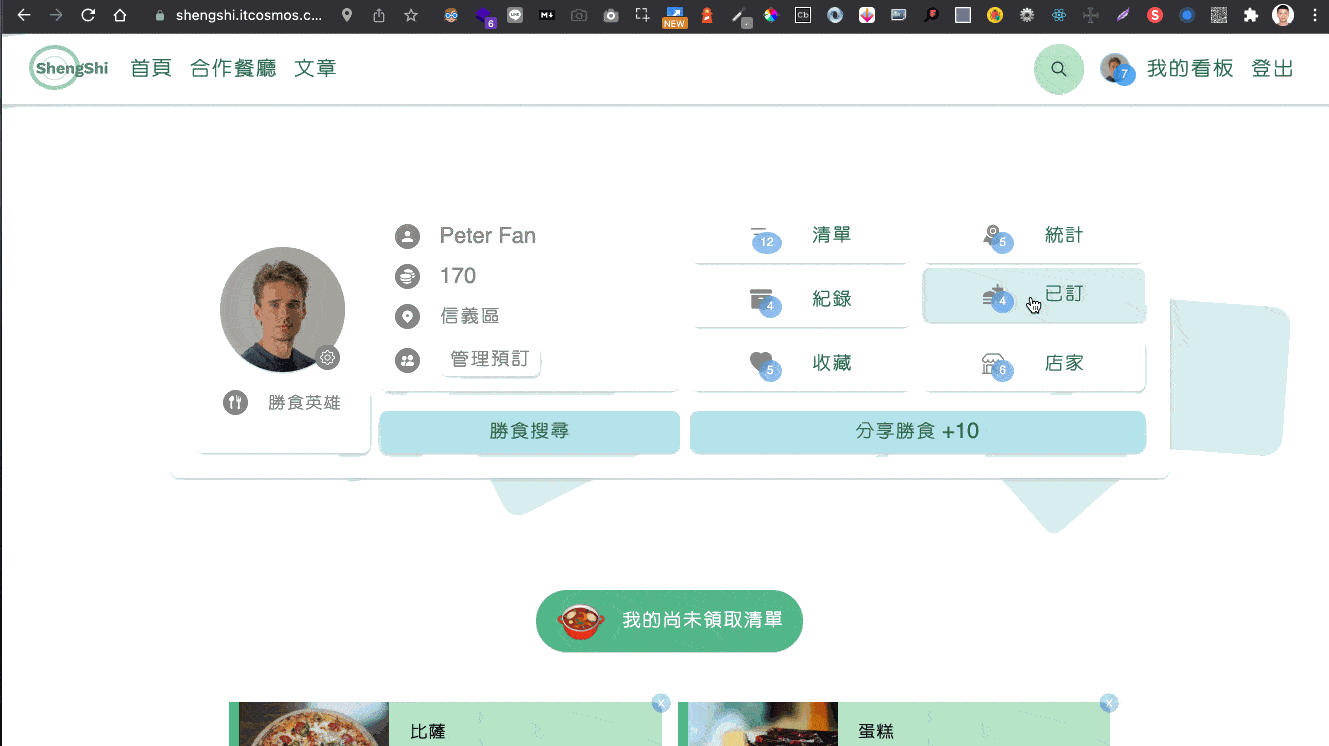 shengshi.itcosmos.c...
6
NEW
Cb
S
ShengShi
首頁 合作餐廳 文章
7
我的看板 登出
Peter Fan
170
信義區
管理預訂
勝食英雄
12 清單
5 統計
4 紀錄
4 已訂
5 收藏
6 店家
勝食搜尋
分享勝食 +10
我的尚未領取清單
比薩
x
蛋糕
x